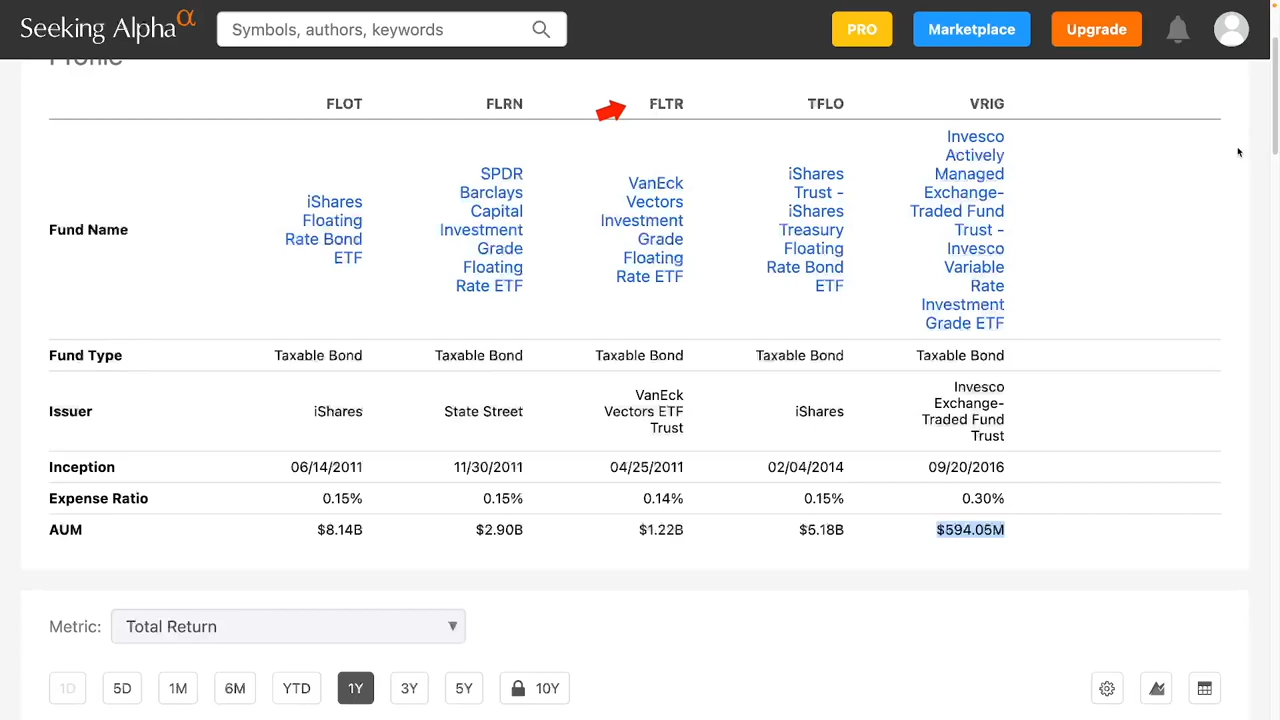 Seeking Alpha α
Symbols, authors, keywords
PRO
Marketplace
Upgrade
Profile
FLOT FLRN FLTR TFLO VRIG
Fund Name
iShares
Floating
Rate Bond
ETF
SPDR
Barclays
Capital
Investment
Grade
Floating
Rate ETF
VanEck
Vectors
Investment
Grade
Floating
Rate ETF
iShares
Trust -
iShares
Treasury
Floating
Rate Bond
ETF
Invesco
Actively
Managed
Exchange-
Traded Fund
Trust -
Invesco
Variable
Rate
Investment
Grade ETF
Fund Type Taxable Bond Taxable Bond Taxable Bond Taxable Bond Taxable Bond
Issuer
iShares
State Street
VanEck
Vectors ETF
Trust
iShares
Invesco
Exchange-
Traded Fund
Trust
Inception 06/14/2011 11/30/2011 04/25/2011 02/04/2014 09/20/2016
Expense Ratio 0.15% 0.15% 0.14% 0.15% 0.30%
AUM $8.14B $2.90B $1.22B $5.18B $594.05M
Metric: Total Return
1D 5D 1M 6M YTD 1Y 3Y 5Y 10Y